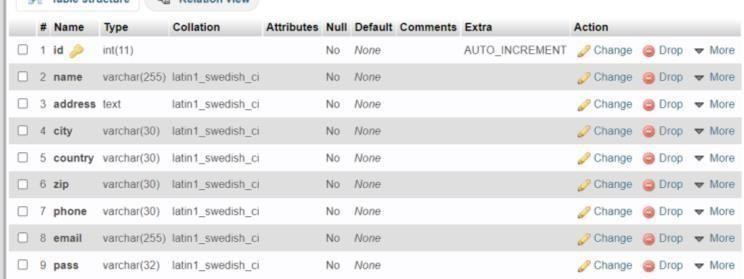 Table structure Relation view
# Name Type Collation Attributes Null Default Comments Extra Action
1 id int(11) No None AUTO_INCREMENT Change Drop More
2 name varchar(255) latin1_swedish_ci No None Change Drop More
3 address text latin1_swedish_ci No None Change Drop More
4 city varchar(30) latin1_swedish_ci No None Change Drop More
5 country varchar(30) latin1_swedish_ci No None Change Drop More
6 zip varchar(30) latin1_swedish_ci No None Change Drop More
7 phone varchar(30) latin1_swedish_ci No None Change Drop More
8 email varchar(255) latin1_swedish_ci No None Change Drop More
9 pass varchar(32) latin1_swedish_ci No None Change Drop More